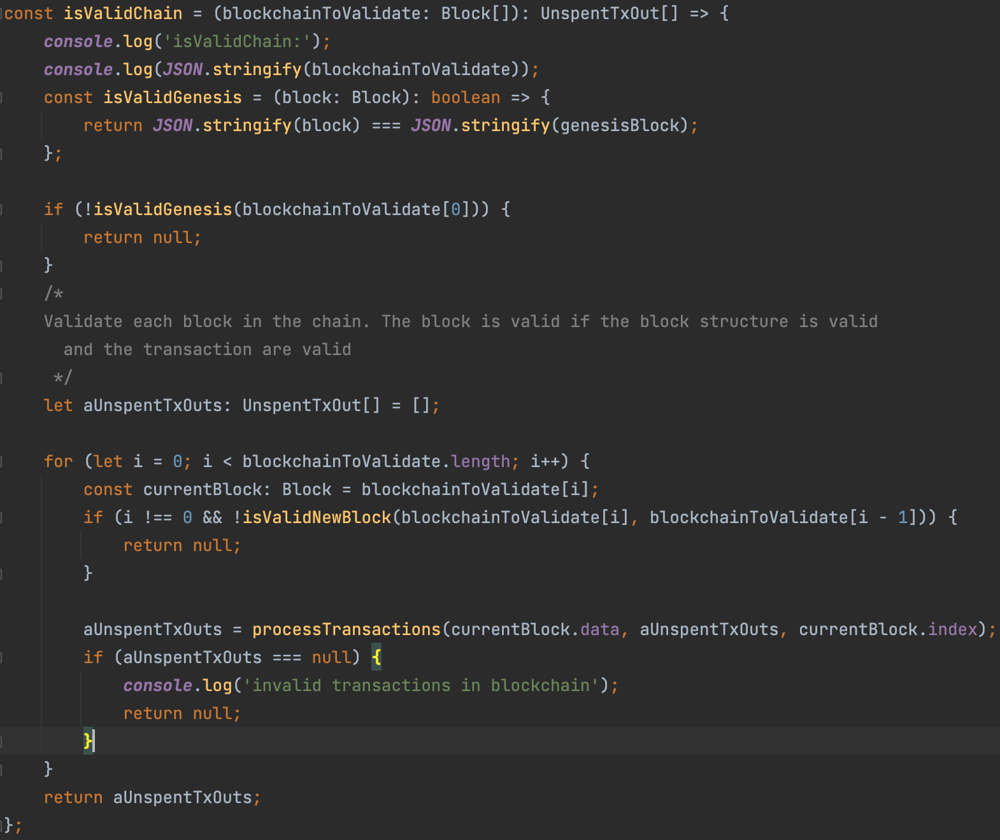 const isValidChain = (blockchainToValidate: Block[]): UnspentTxOut[] => {
    console.log('isValidChain:');
    console.log(JSON.stringify(blockchainToValidate));
    const isValidGenesis = (block: Block): boolean => {
        return JSON.stringify(block) === JSON.stringify(genesisBlock);
    };

    if (!isValidGenesis(blockchainToValidate[0])) {
        return null;
    }
    /*
    Validate each block in the chain. The block is valid if the block structure is valid
      and the transaction are valid
     */
    let aUnspentTxOuts: UnspentTxOut[] = [];

    for (let i = 0; i < blockchainToValidate.length; i++) {
        const currentBlock: Block = blockchainToValidate[i];
        if (i !== 0 && !isValidNewBlock(blockchainToValidate[i], blockchainToValidate[i - 1])) {
            return null;
        }

        aUnspentTxOuts = processTransactions(currentBlock.data, aUnspentTxOuts, currentBlock.index);
        if (aUnspentTxOuts === null) {
            console.log('invalid transactions in blockchain');
            return null;
        }
    }
    return aUnspentTxOuts;
};